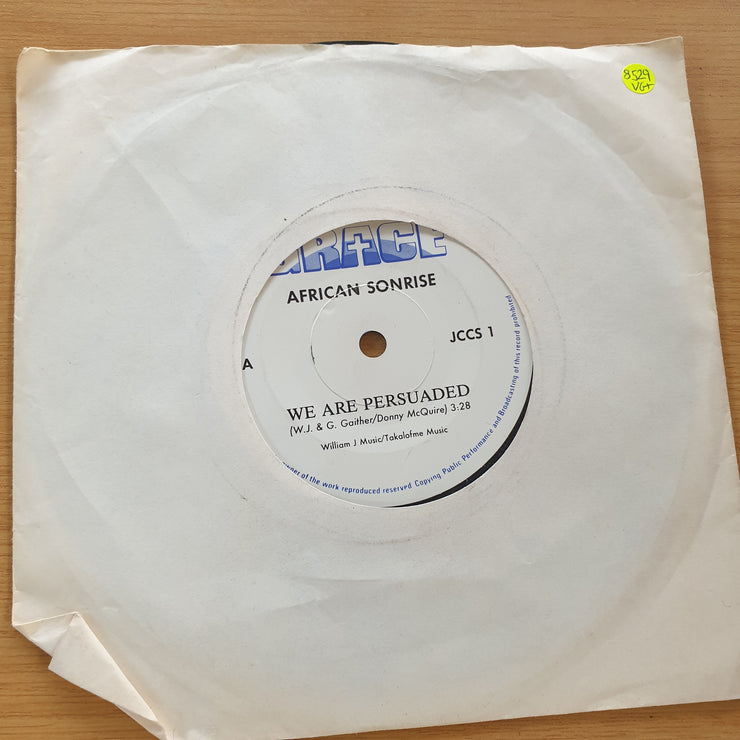 8529
VG+
GRACE
AFRICAN SONRISE
JCCS 1
A
WE ARE PERSUADED
(W.J. & G. Gaither/Donny McQuire) 3:28
William J Music/Takalofme Music
of the work reproduced reserved. Copying Public Performance and Broadcasting of this record prohibited